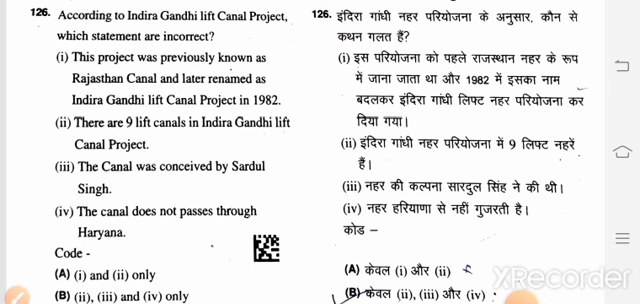 126. According to Indira Gandhi lift Canal Project,
which statement are incorrect?
(i) This project was previously known as
Rajasthan Canal and later renamed as
Indira Gandhi lift Canal Project in 1982.
(ii) There are 9 lift canals in Indira Gandhi lift
Canal Project.
(iii) The Canal was conceived by Sardul
Singh.
(iv) The canal does not passes through
Haryana.
Code -
(A) (i) and (ii) only
(B) (ii), (iii) and (iv) only
126. इंदिरा गांधी नहर परियोजना के अनुसार, कौन से
कथन गलत हैं?
(i) इस परियोजना को पहले राजस्थान नहर के रूप
में जाना जाता था और 1982 में इसका नाम
बदलकर इंदिरा गांधी लिफ्ट नहर परियोजना कर
दिया गया।
(ii) इंदिरा गांधी नहर परियोजना में 9 लिफ्ट नहरें
हैं।
(iii) नहर की कल्पना सारदुल सिंह ने की थी।
(iv) नहर हरियाणा से नहीं गुजरती है।
कोड –
(A) केवल (i) और (ii)
(B) केवल (ii), (iii) और (iv)
XRecorder